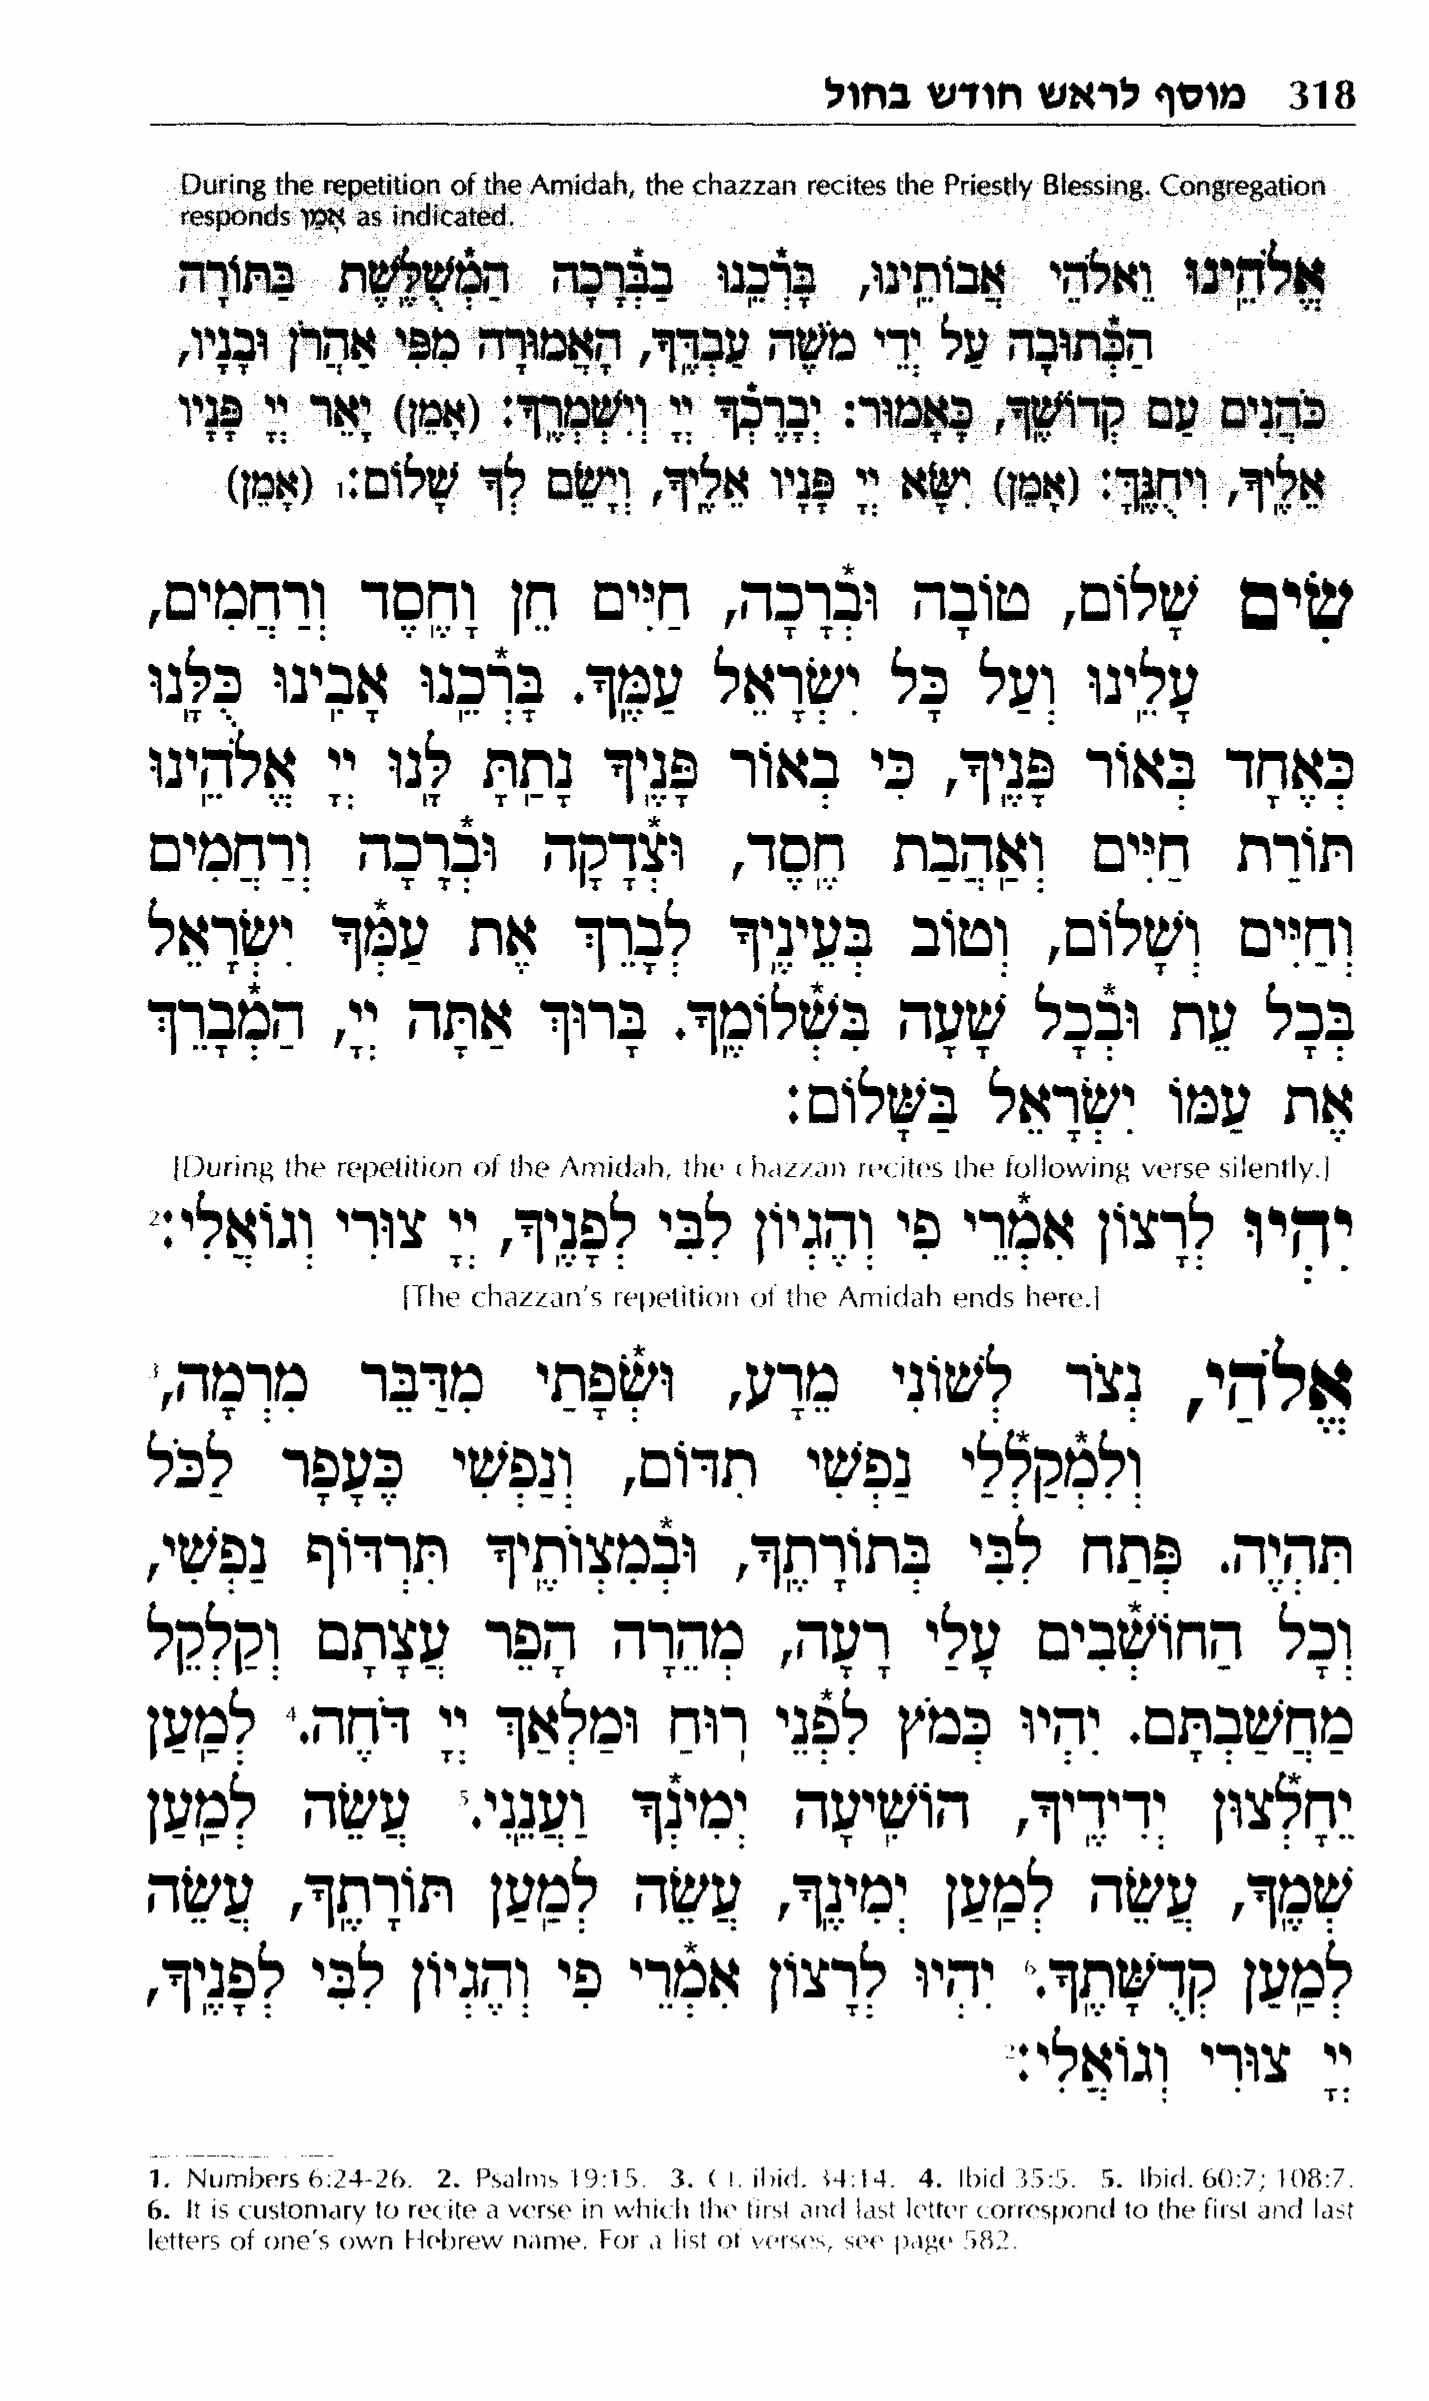 318 מוסף לראש חודש בחול
During the repetition of the Amidah, the chazzan recites the Priestly Blessing. Congregation
responds אָמֵן as indicated.
אֱלֹהֵֽינוּ וֵאלֹהֵי אֲבוֹתֵֽינוּ, בָּרְ֯כֵֽנוּ בַבְּ֯רָכָה הַמְ֯שֻׁלֶּֽשֶׁת בַּתּוֹרָה
הַכְּ֯תוּבָה עַל יְדֵי מֹשֶׁה עַבְדֶּֽךָ, הָאֲמוּרָה מִפִּי אַהֲרֹן וּבָנָיו,
כֹּהֲנִים עַם קְדוֹשֶֽׁךָ, כָּאָמוּר: יְבָרֶכְ֯ךָ יְיָ וְיִשְׁמְרֶֽךָ: (אָמֵן) יָאֵר יְיָ פָּנָיו
אֵלֶֽיךָ, וִיחֻנֶּֽךָּ: (אָמֵן) יִשָּׂא יְיָ פָּנָיו אֵלֶֽיךָ, וְיָשֵׂם לְךָ שָׁלוֹם:1 (אָמֵן)
שִׂים שָׁלוֹם, טוֹבָה וּבְ֯רָכָה, חַיִּים חֵן וָחֶֽסֶד וְרַחֲמִים,
עָלֵֽינוּ וְעַל כָּל יִשְׂרָאֵל עַמֶּֽךָ. בָּרְ֯כֵֽנוּ אָבִֽינוּ כֻּלָּֽנוּ
כְּאֶחָד בְּאוֹר פָּנֶֽיךָ, כִּי בְאוֹר פָּנֶֽיךָ נָתַֽתָּ לָּֽנוּ יְיָ אֱלֹהֵֽינוּ
תּוֹרַת חַיִּים וְאַֽהֲבַת חֶֽסֶד, וּצְ֯דָקָה וּבְ֯רָכָה וְרַחֲמִים
וְחַיִּים וְשָׁלוֹם, וְטוֹב בְּעֵינֶֽיךָ לְבָרֵךְ אֶת עַמְּ֯ךָ יִשְׂרָאֵל
בְּכָל עֵת וּבְ֯כָל שָׁעָה בִּשְׁ֯לוֹמֶֽךָ. בָּרוּךְ אַתָּה יְיָ, הַמְ֯בָרֵךְ
אֶת עַמּוֹ יִשְׂרָאֵל בַּשָּׁלוֹם:
[During the repetition of the Amidah, the chazzan recites the following verse silently.]
יִהְיוּ לְרָצוֹן אִמְ֯רֵי פִי וְהֶגְיוֹן לִבִּי לְפָנֶֽיךָ, יְיָ צוּרִי וְגוֹאֲלִי:2
[The chazzan's repetition of the Amidah ends here.]
אֱלֹהַי, נְצֹר לְשׁוֹנִי מֵרָע, וּשְׂ֯פָתַי מִדַּבֵּר מִרְמָה,3
וְלִמְ֯קַלְ֯לַי נַפְשִׁי תִדּוֹם, וְנַפְשִׁי כֶּעָפָר לַכֹּל
תִּהְיֶה. פְּתַח לִבִּי בְּתוֹרָתֶֽךָ, וּבְ֯מִצְוֹתֶֽיךָ תִּרְדּוֹף נַפְשִׁי,
וְכָל הַחוֹשְׁ֯בִים עָלַי רָעָה, מְהֵרָה הָפֵר עֲצָתָם וְקַלְקֵל
מַחֲשַׁבְתָּם. יִהְיוּ כְּמֹץ לִפְ֯נֵי רֽוּחַ וּמַלְאַךְ יְיָ דֹּחֶה.4 לְמַֽעַן
יֵחָלְ֯צוּן יְדִידֶֽיךָ, הוֹשִֽׁיעָה יְמִינְ֯ךָ וַעֲנֵֽנִי.5 עֲשֵׂה לְמַֽעַן
שְׁמֶֽךָ, עֲשֵׂה לְמַֽעַן יְמִינֶֽךָ, עֲשֵׂה לְמַֽעַן תּוֹרָתֶֽךָ, עֲשֵׂה
לְמַֽעַן קְדֻשָּׁתֶֽךָ.6 יִהְיוּ לְרָצוֹן אִמְ֯רֵי פִי וְהֶגְיוֹן לִבִּי לְפָנֶֽיךָ,
יְיָ צוּרִי וְגוֹאֲלִי:2
1. Numbers 6:24-26. 2. Psalms 19:15. 3. Cf. ibid. 34:14. 4. Ibid 35:5. 5. Ibid. 60:7; 108:7.
6. It is customary to recite a verse in which the first and last letter correspond to the first and last
letters of one's own Hebrew name. For a list of verses, see page 582.